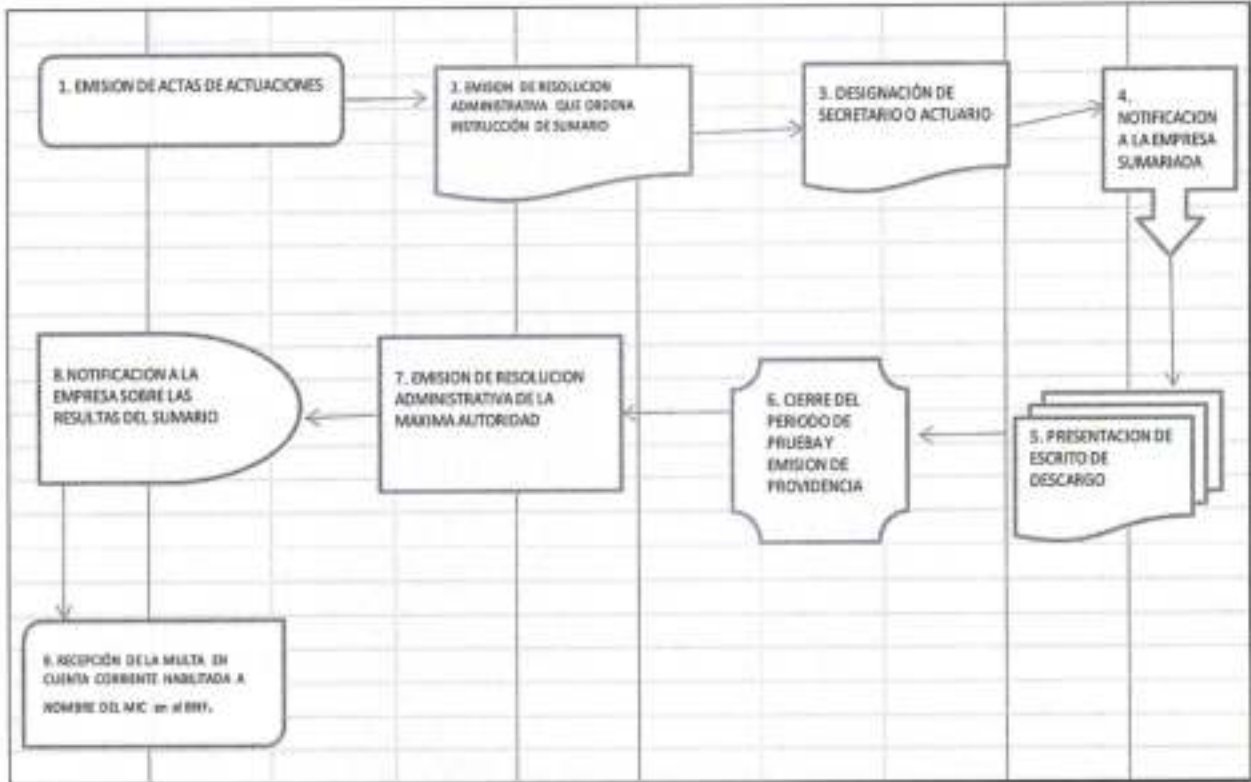 1. EMISION DE ACTAS DE ACTUACIONES
2. EMISION DE RESOLUCION
ADMINISTRATIVA QUE ORDENA
INSTRUCCIÓN DE SUMARIO
3. DESIGNACIÓN DE
SECRETARIO O ACTUARIO
4.
NOTIFICACION
A LA EMPRESA
SUMARIADA
5. PRESENTACION DE
ESCRITO DE
DESCARGO
6. CIERRE DEL
PERIODO DE
PRUEBA Y
EMISION DE
PROVIDENCIA
7. EMISION DE RESOLUCION
ADMINISTRATIVA DE LA
MAXIMA AUTORIDAD
8. NOTIFICACION A LA
EMPRESA SOBRE LAS
RESULTAS DEL SUMARIO
9. RECEPCIÓN DE LA MULTA EN
CUENTA CORRIENTE HABILITADA A
NOMBRE DEL MIC en el BNF.